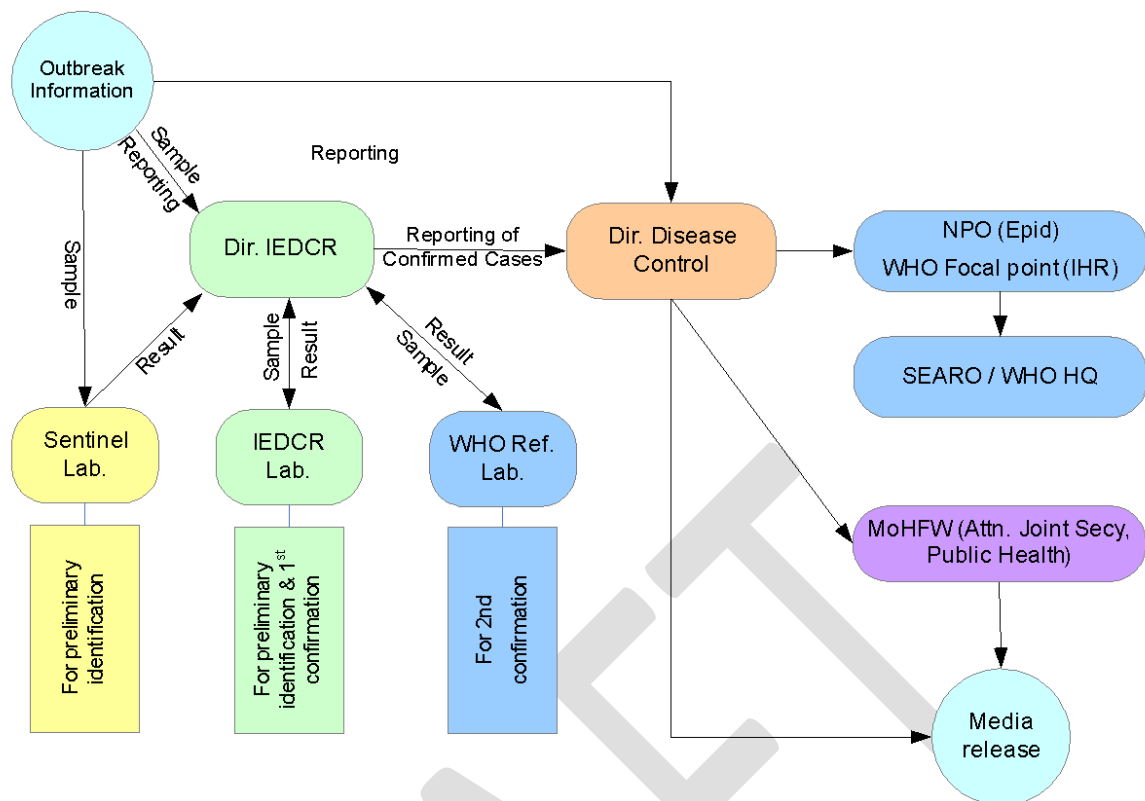 Outbreak
Information
Sample
Reporting
Reporting
Sample
Dir. IEDCR
Reporting of
Confirmed Cases
Dir. Disease
Control
NPO (Epid)
WHO Focal point (IHR)
SEARO / WHO HQ
Result
Sample
Result
Result
Sample
Sentinel
Lab.
IEDCR
Lab.
WHO Ref.
Lab.
MoHFW (Attn. Joint Secy,
Public Health)
For preliminary
identification
For preliminary
identification & 1st
confirmation
For 2nd
confirmation
Media
release